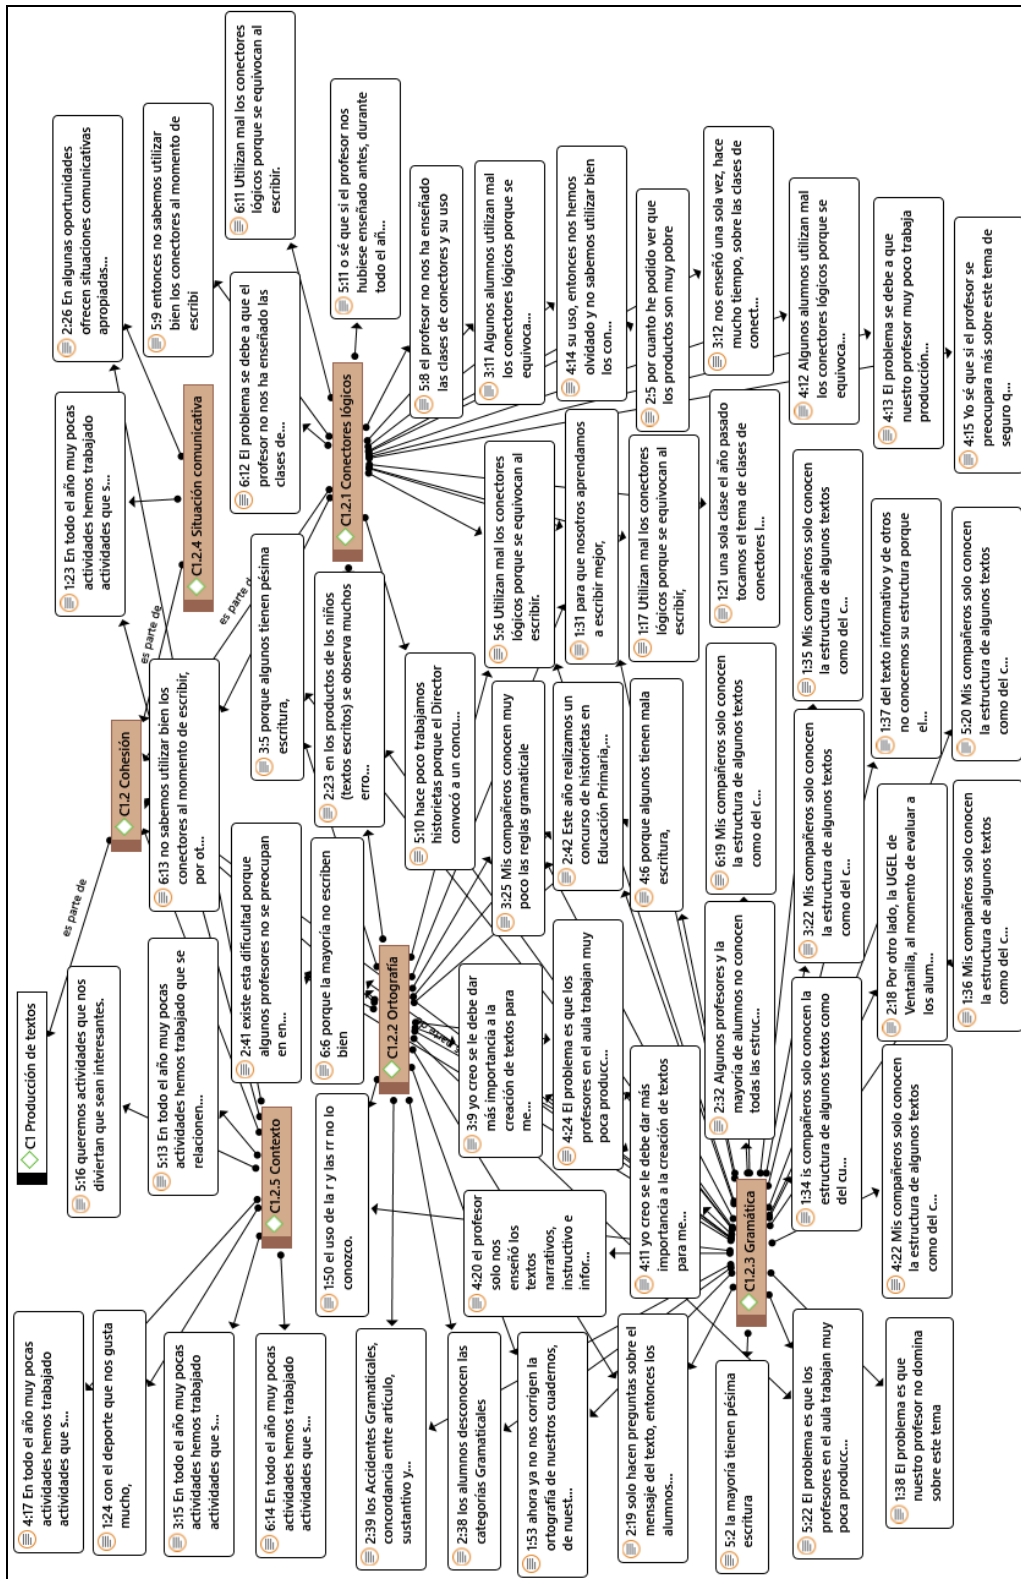 C1 Producción de textos
es parte de
C1.2 Cohesión
es parte de
es parte
C1.2.4 Situación comunicativa
C1.2.5 Contexto
C1.2.1 Conectores lógicos
C1.2.2 Ortografía
parte
C1.2.3 Gramática
4:17 En todo el año muy pocas
actividades hemos trabajado
actividades que s...
1:24 con el deporte que nos gusta
mucho,
3:15 En todo el año muy pocas
actividades hemos trabajado
actividades que s...
6:14 En todo el año muy pocas
actividades hemos trabajado
actividades que s...
5:16 queremos actividades que nos
diviertan que sean interesantes.
5:13 En todo el año muy pocas
actividades hemos trabajado que se
relacionen...
2:41 existe esta dificultad porque
algunos profesores no se preocupan
en en...
6:13 no sabemos utilizar bien los
conectores al momento de escribir,
por ot...
1:23 En todo el año muy pocas
actividades hemos trabajado
actividades que s...
2:26 En algunas oportunidades
ofrecen situaciones comunicativas
apropiadas...
5:9 entonces no sabemos utilizar
bien los conectores al momento de
escribi
6:11 Utilizan mal los conectores
lógicos porque se equivocan al
escribir.
6:12 El problema se debe a que el
profesor no nos ha enseñado las
clases de...
5:11 o sé que si el profesor nos
hubiese enseñado antes, durante
todo el añ...
3:5 porque algunos tienen pésima
escritura,
2:23 en los productos de los niños
(textos escritos) se observa muchos
erro...
6:6 porque la mayoría no escriben
bien
1:50 el uso de la r y las rr no lo
conozco.
5:10 hace poco trabajamos
historietas porque el Director
convocó a un concu...
5:8 el profesor no nos ha enseñado
las clases de conectores y su uso
3:11 Algunos alumnos utilizan mal
los conectores lógicos porque se
equivoca...
4:14 su uso, entonces nos hemos
olvidado y no sabemos utilizar bien
los con...
2:5 por cuanto he podido ver que
los productos son muy pobre
3:12 nos enseñó una sola vez, hace
mucho tiempo, sobre las clases de
conect...
4:12 Algunos alumnos utilizan mal
los conectores lógicos porque se
equivoca...
4:13 El problema se debe a que
nuestro profesor muy poco trabaja
producción...
4:15 Yo sé que si el profesor se
preocupara más sobre este tema de
seguro q...
5:6 Utilizan mal los conectores
lógicos porque se equivocan al
escribir.
1:31 para que nosotros aprendamos
a escribir mejor,
1:17 Utilizan mal los conectores
lógicos porque se equivocan al
escribir,
1:21 una sola clase el año pasado
tocamos el tema de clases de
conectores l...
3:25 Mis compañeros conocen muy
poco las reglas gramaticale
2:42 Este año realizamos un
concurso de historietas en
Educación Primaria,...
4:6 porque algunos tienen mala
escritura,
3:9 yo creo se le debe dar
más importancia a la
creación de textos para
me...
4:24 El problema es que los
profesores en el aula trabajan muy
poca producc...
4:20 el profesor
solo nos
enseñó los
textos
narrativos,
instructivo e
infor...
4:11 yo creo se le debe dar más
importancia a la creación de textos
para me...
2:39 los Accidentes Gramaticales,
concordancia entre artículo,
sustantivo y...
2:38 los alumnos desconocen las
categorías Gramaticales
1:53 ahora ya no nos corrigen la
ortografía de nuestros cuadernos,
de nuest...
2:19 solo hacen preguntas sobre el
mensaje del texto, entonces los
alumnos...
5:2 la mayoría tienen pésima
escritura
5:22 El problema es que los
profesores en el aula trabajan muy
poca producc...
1:38 El problema es que
nuestro profesor no domina
sobre este tema
2:32 Algunos profesores y la
mayoría de alumnos no conocen
todas las estruc...
6:19 Mis compañeros solo conocen
la estructura de algunos textos
como del c...
1:34 is compañeros solo conocen la
estructura de algunos textos como
del cu...
3:22 Mis compañeros solo conocen
la estructura de algunos textos
como del c...
1:35 Mis compañeros solo conocen
la estructura de algunos textos
como del c...
4:22 Mis compañeros solo conocen
la estructura de algunos textos
como del c...
2:18 Por otro lado, la UGEL de
Ventanilla, al momento de evaluar a
los alum...
1:37 del texto informativo y de otros
no conocemos su estructura porque
el...
1:36 Mis compañeros solo conocen
la estructura de algunos textos
como del c...
5:20 Mis compañeros solo conocen
la estructura de algunos textos
como del c...